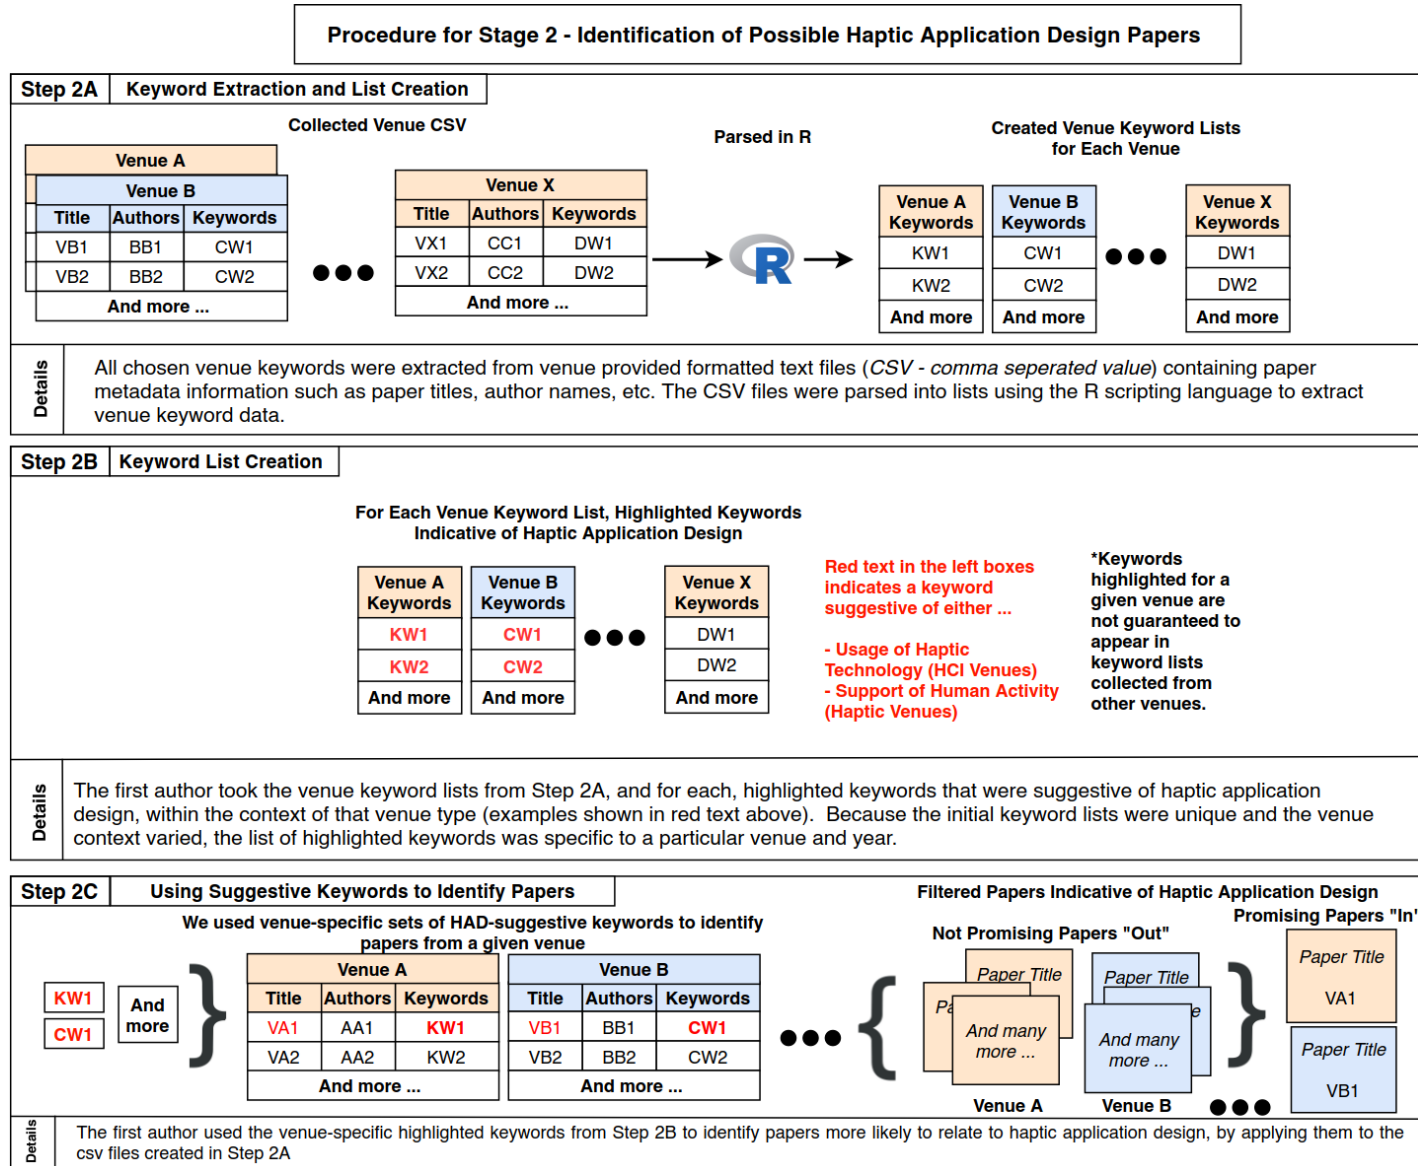 Procedure for Stage 2 - Identification of Possible Haptic Application Design Papers
Step 2A
Keyword Extraction and List Creation
Collected Venue CSV
Parsed in R
Created Venue Keyword Lists
for Each Venue
Venue A
Venue B
Title Authors Keywords
VB1 BB1 CW1
VB2 BB2 CW2
And more ...
Venue X
Title Authors Keywords
VX1 CC1 DW1
VX2 CC2 DW2
And more ...
R
Venue A
Keywords
KW1
KW2
And more
Venue B
Keywords
CW1
CW2
And more
Venue X
Keywords
DW1
DW2
And more
Details
All chosen venue keywords were extracted from venue provided formatted text files (CSV - comma seperated value) containing paper
metadata information such as paper titles, author names, etc. The CSV files were parsed into lists using the R scripting language to extract
venue keyword data.
Step 2B
Keyword List Creation
For Each Venue Keyword List, Highlighted Keywords
Indicative of Haptic Application Design
Venue A
Keywords
KW1
KW2
And more
Venue B
Keywords
CW1
CW2
And more
Venue X
Keywords
DW1
DW2
And more
Red text in the left boxes
indicates a keyword
suggestive of either ...
- Usage of Haptic
Technology (HCI Venues)
- Support of Human Activity
(Haptic Venues)
*Keywords
highlighted for a
given venue are
not guaranteed to
appear in
keyword lists
collected from
other venues.
Details
The first author took the venue keyword lists from Step 2A, and for each, highlighted keywords that were suggestive of haptic application
design, within the context of that venue type (examples shown in red text above). Because the initial keyword lists were unique and the venue
context varied, the list of highlighted keywords was specific to a particular venue and year.
Step 2C
Using Suggestive Keywords to Identify Papers
We used venue-specific sets of HAD-suggestive keywords to identify
papers from a given venue
KW1
CW1
And
more
}
Venue A
Title Authors Keywords
VA1 AA1 KW1
VA2 AA2 KW2
And more ...
Venue B
Title Authors Keywords
VB1 BB1 CW1
VB2 BB2 CW2
And more ...
Filtered Papers Indicative of Haptic Application Design
Not Promising Papers "Out"
Promising Papers "In"
{
Paper Title
And many
more ...
Venue A
Paper Title
And many
more ...
Venue B
}
Paper Title
VA1
Paper Title
VB1
Details
The first author used the venue-specific highlighted keywords from Step 2B to identify papers more likely to relate to haptic application design, by applying them to the
csv files created in Step 2A